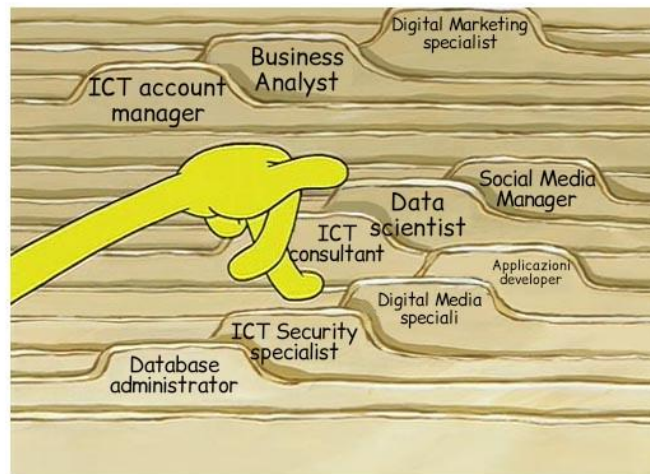 Digital Marketing
specialist
Business
Analyst
ICT account
manager
Social Media
Manager
Data
scientist
ICT
consultant
Applicazioni
developer
Digital Media
speciali
ICT Security
specialist
Database
administrator